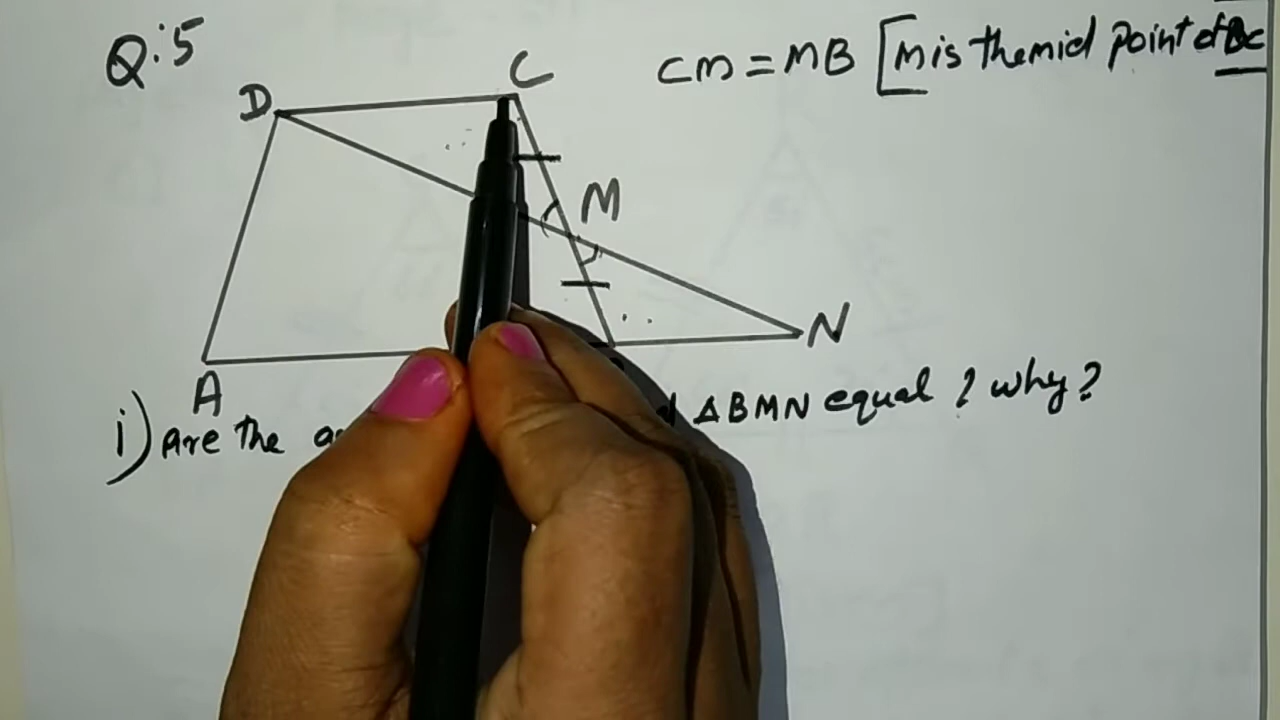 Q:5
CM = MB [M is the mid point of BC
D
C
M
N
A
i) Are the ΔBMN equal ? why?